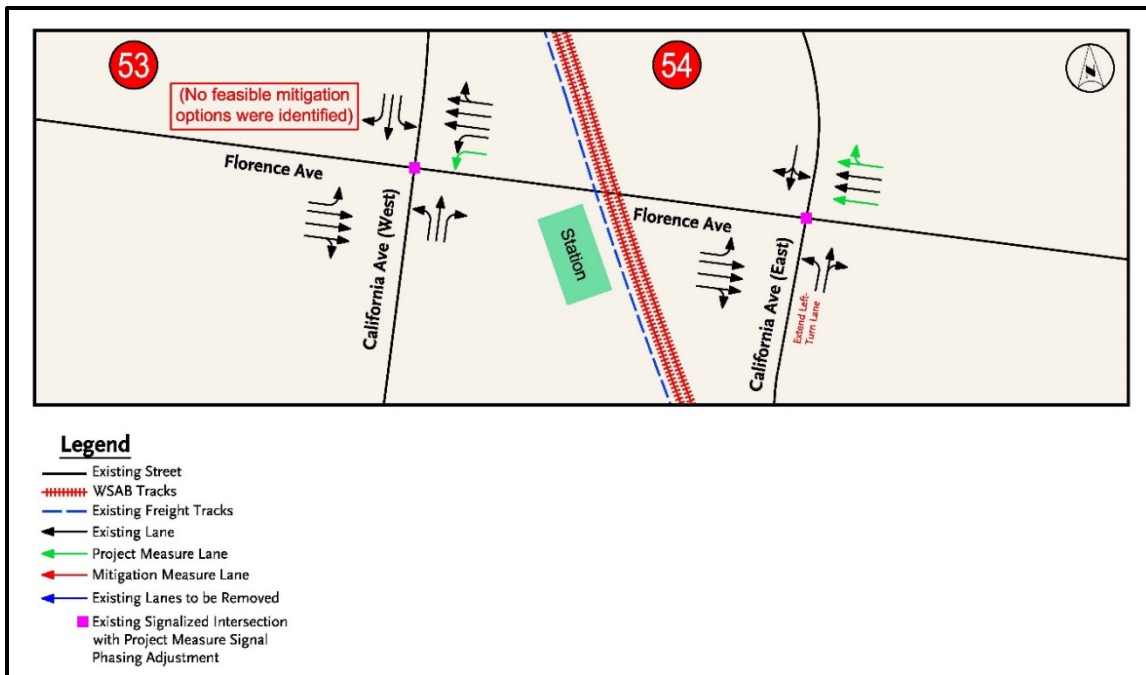 53
54
(No feasible mitigation
options were identified)
Florence Ave
California Ave (West)
Station
Florence Ave
California Ave (East)
Extend Left-
Turn Lane
Legend
Existing Street
WSAB Tracks
Existing Freight Tracks
Existing Lane
Project Measure Lane
Mitigation Measure Lane
Existing Lanes to be Removed
Existing Signalized Intersection
with Project Measure Signal
Phasing Adjustment